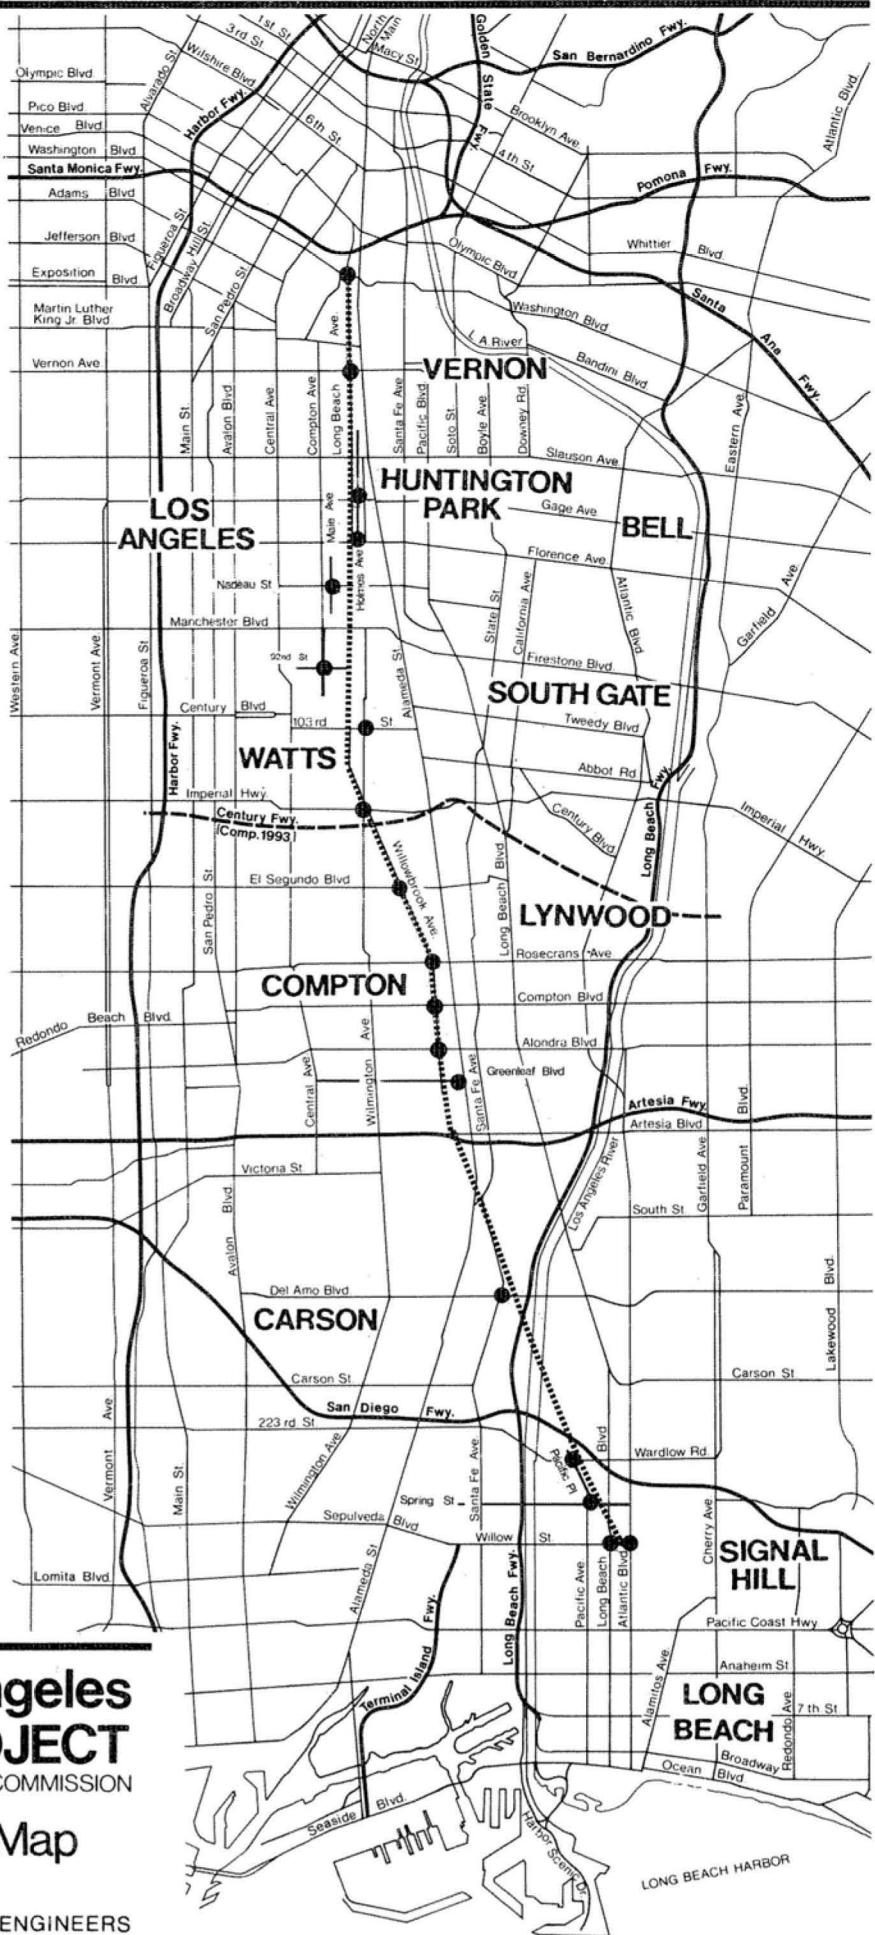 1st St.
3rd St.
North
Main
Macy St.
Golden
State
Fwy.
San Bernardino Fwy.
Olympic Blvd.
Wilshire Blvd.
Alvarado St.
Harbor Fwy.
Pico Blvd.
Venice Blvd.
Washington Blvd.
Santa Monica Fwy.
Adams Blvd.
6th St.
Brooklyn Ave.
4th St.
Atlantic Blvd.
Pomona Fwy.
Jefferson Blvd.
Figueroa St.
Broadway
Hill St.
San Pedro St.
Exposition Blvd.
Olympic Blvd.
Whittier Blvd.
Martin Luther
King Jr. Blvd.
Ave.
Washington Blvd.
Santa
Ana
Fwy.
L.A. River
Bandini Blvd.
Vernon Ave.
VERNON
Main St.
Avalon Blvd.
Central Ave.
Compton Ave.
Long Beach
Santa Fe Ave.
Pacific Blvd.
Soto St.
Boyle Ave.
Downey Rd.
Eastern Ave.
Slauson Ave.
HUNTINGTON
PARK
LOS
ANGELES
Gage Ave.
BELL
Maie Ave.
Holmes Ave.
Florence Ave.
Nadeau St.
State St.
California Ave.
Atlantic Blvd.
Garfield Ave.
Manchester Blvd.
Western Ave.
Vermont Ave.
Figueroa St.
92nd St.
Alameda St.
Firestone Blvd.
SOUTH GATE
Century Blvd.
103rd St.
Tweedy Blvd.
Harbor Fwy.
WATTS
Abbot Rd.
Imperial Hwy.
Century Fwy.
(Comp.1993)
Century Blvd.
Long Beach Fwy.
Imperial Hwy.
Willowbrook Ave.
El Segundo Blvd.
San Pedro St.
Long Beach Blvd.
LYNWOOD
Rosecrans Ave.
COMPTON
Compton Blvd.
Redondo Beach Blvd.
Alondra Blvd.
Central Ave.
Wilmington Ave.
Santa Fe Ave.
Greenleaf Blvd.
Artesia Fwy.
Artesia Blvd.
Los Angeles River
Garfield Ave.
Paramount Blvd.
Victoria St.
South St.
Avalon Blvd.
Del Amo Blvd.
CARSON
Lakewood Blvd.
Carson St.
Carson St.
San Diego Fwy.
223 rd St.
Vermont Ave.
Main St.
Wilmington Ave.
Santa Fe Ave.
Pacific Pl.
Blvd.
Wardlow Rd.
Spring St.
Sepulveda Blvd.
Willow St.
Cherry Ave.
SIGNAL
HILL
Lomita Blvd.
Alameda St.
Long Beach Fwy.
Pacific Ave.
Long Beach
Atlantic Blvd.
Pacific Coast Hwy.
Terminal Island Fwy.
Alamitos Ave.
Anaheim St.
LONG
BEACH
Redondo Ave.
7 th St.
Broadway
Ocean Blvd.
Seaside Blvd.
Harbor Scenic Dr.
LONG BEACH HARBOR
ngeles
OJECT
COMMISSION
Map
ENGINEERS